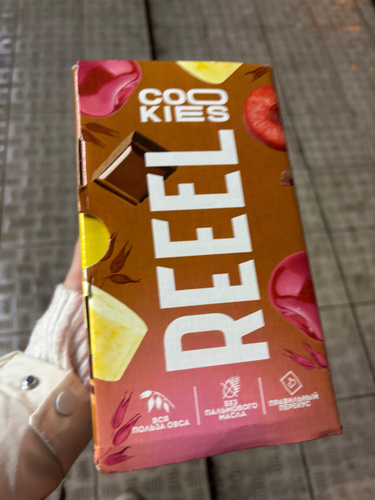 COO
KIES
REEEL
ВСЯ
ПОЛЬЗА ОВСА
БЕЗ
ПАЛЬМОВОГО
МАСЛА
ПРАВИЛЬНЫЙ
ПЕРЕКУС